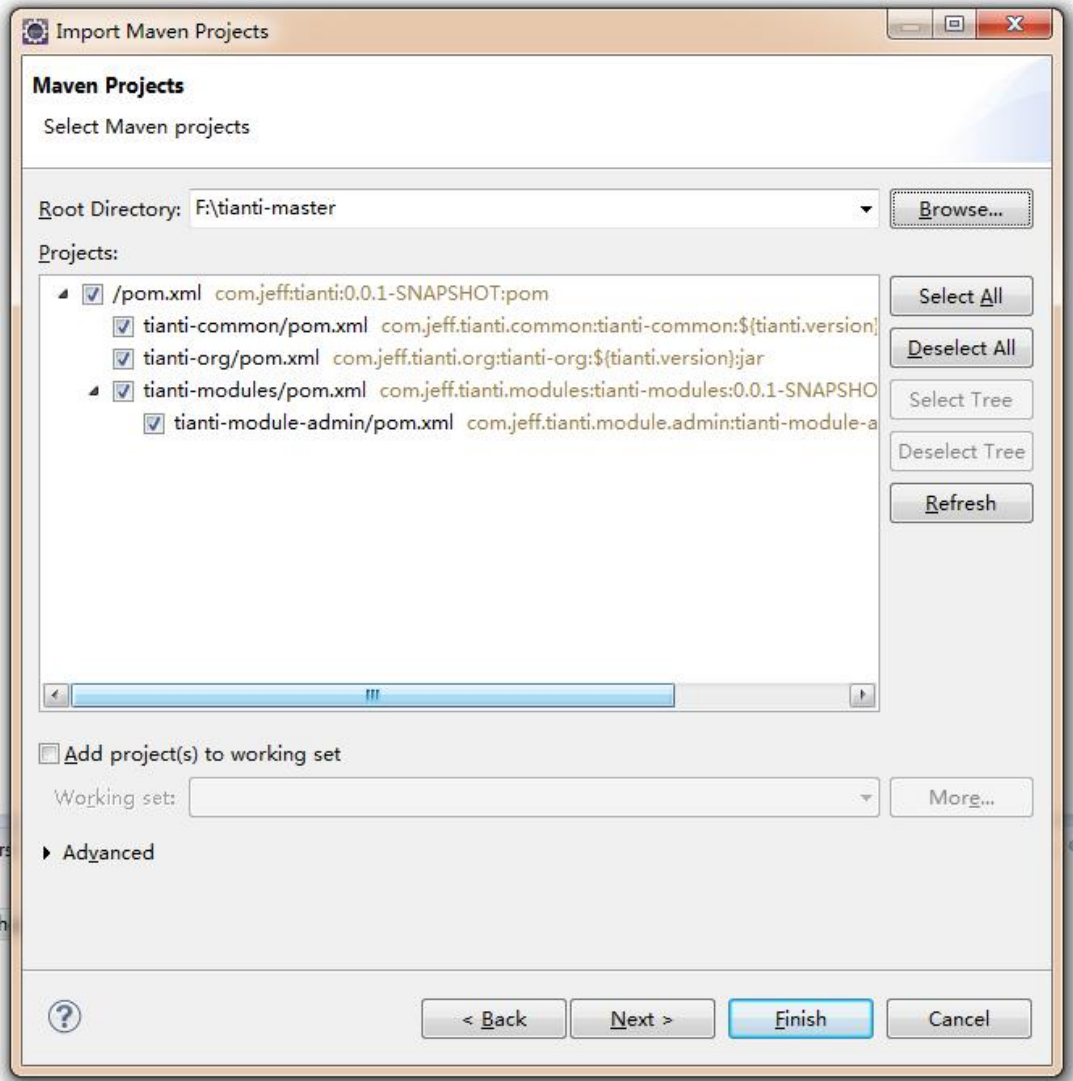 Import Maven Projects
Maven Projects
Select Maven projects
Root Directory: F:\tianti-master
Browse...
Projects:
/pom.xml com.jeff:tianti:0.0.1-SNAPSHOT:pom
tianti-common/pom.xml com.jeff.tianti.common:tianti-common:${tianti.version}
tianti-org/pom.xml com.jeff.tianti.org:tianti-org:${tianti.version}:jar
tianti-modules/pom.xml com.jeff.tianti.modules:tianti-modules:0.0.1-SNAPSHO
tianti-module-admin/pom.xml com.jeff.tianti.module.admin:tianti-module-a
Select All
Deselect All
Select Tree
Deselect Tree
Refresh
Add project(s) to working set
Working set:
More...
Advanced
< Back
Next >
Finish
Cancel